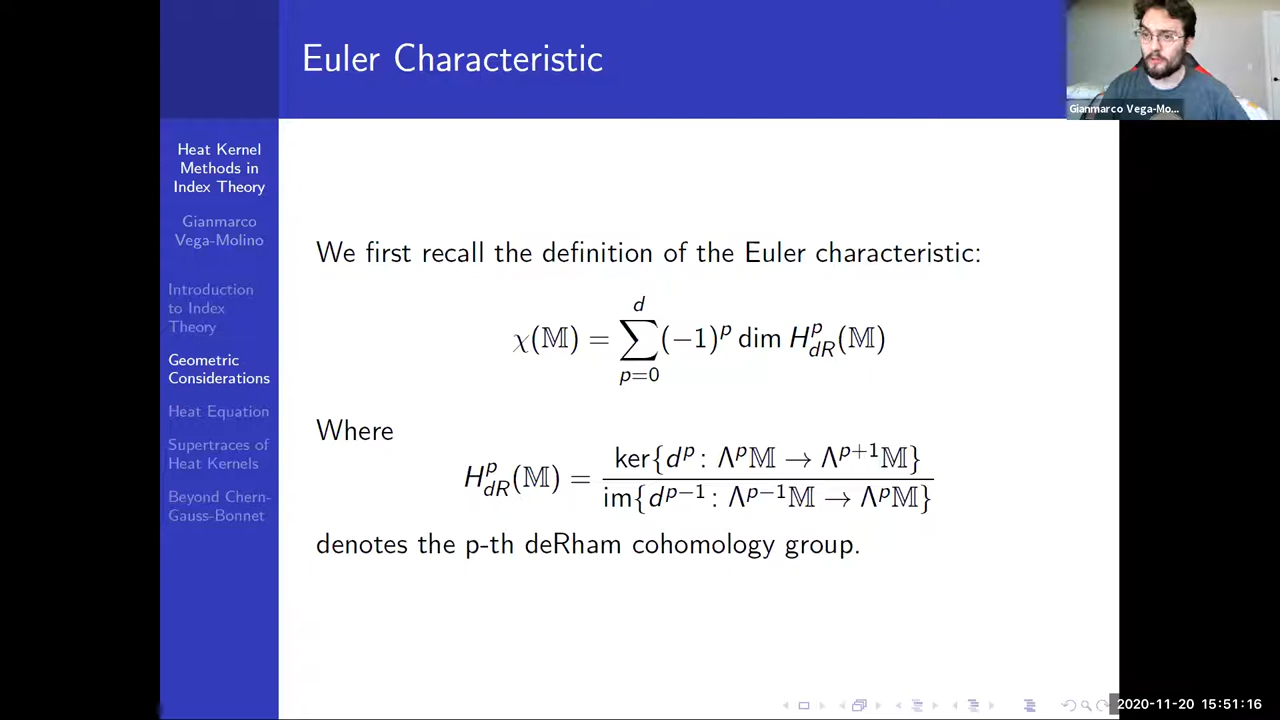 Euler Characteristic
Gianmarco Vega-Mo...
Heat Kernel
Methods in
Index Theory
Gianmarco
Vega-Molino
Introduction
to Index
Theory
Geometric
Considerations
Heat Equation
Supertraces of
Heat Kernels
Beyond Chern-
Gauss-Bonnet
We first recall the definition of the Euler characteristic:
χ(𝕄) = ∑_{p=0}^{d} (−1)^p dim H^p_{dR}(𝕄)
Where
H^p_{dR}(𝕄) = ker{d^p : Λ^p𝕄 → Λ^{p+1}𝕄} / im{d^{p−1} : Λ^{p−1}𝕄 → Λ^p𝕄}
denotes the p-th deRham cohomology group.
2020-11-20 15:51:16